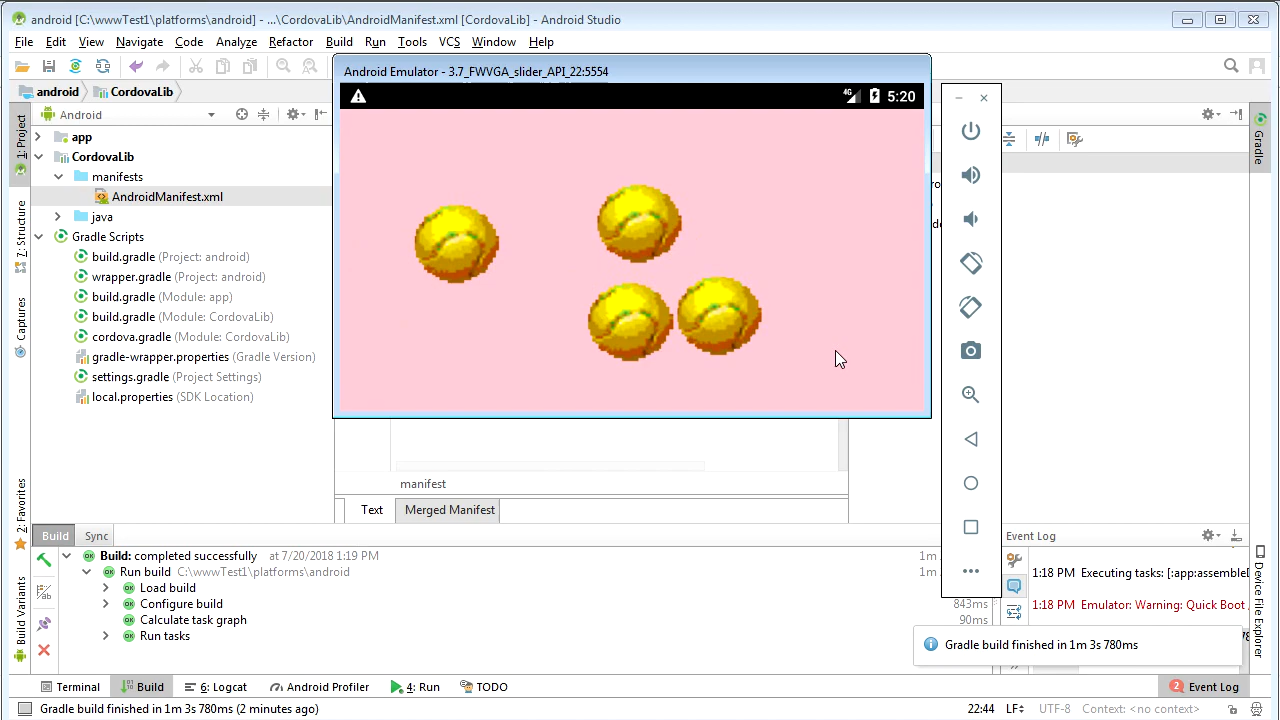 android [C:\wwwTest1\platforms\android] - ...\CordovaLib\AndroidManifest.xml [CordovaLib] - Android Studio
File Edit View Navigate Code Analyze Refactor Build Run Tools VCS Window Help
android CordovaLib
Android Emulator - 3.7_FWVGA_slider_API_22:5554
4G 5:20
1: Project
7: Structure
Captures
2: Favorites
Build Variants
Android
app
CordovaLib
manifests
AndroidManifest.xml
java
Gradle Scripts
build.gradle (Project: android)
wrapper.gradle (Project: android)
build.gradle (Module: app)
build.gradle (Module: CordovaLib)
cordova.gradle (Module: CordovaLib)
gradle-wrapper.properties (Gradle Version)
settings.gradle (Project Settings)
local.properties (SDK Location)
Gradle
Device File Explorer
manifest
Text Merged Manifest
Build Sync
Build: completed successfully at 7/20/2018 1:19 PM 1m
Run build C:\wwwTest1\platforms\android 1m
Load build
Configure build 843ms
Calculate task graph 90ms
Run tasks
Event Log
1:18 PM Executing tasks: [:app:assembleD
1:18 PM Emulator: Warning: Quick Boot
Gradle build finished in 1m 3s 780ms
Terminal Build 6: Logcat Android Profiler 4: Run TODO 2 Event Log
Gradle build finished in 1m 3s 780ms (2 minutes ago) 22:44 LF UTF-8 Context: <no context>